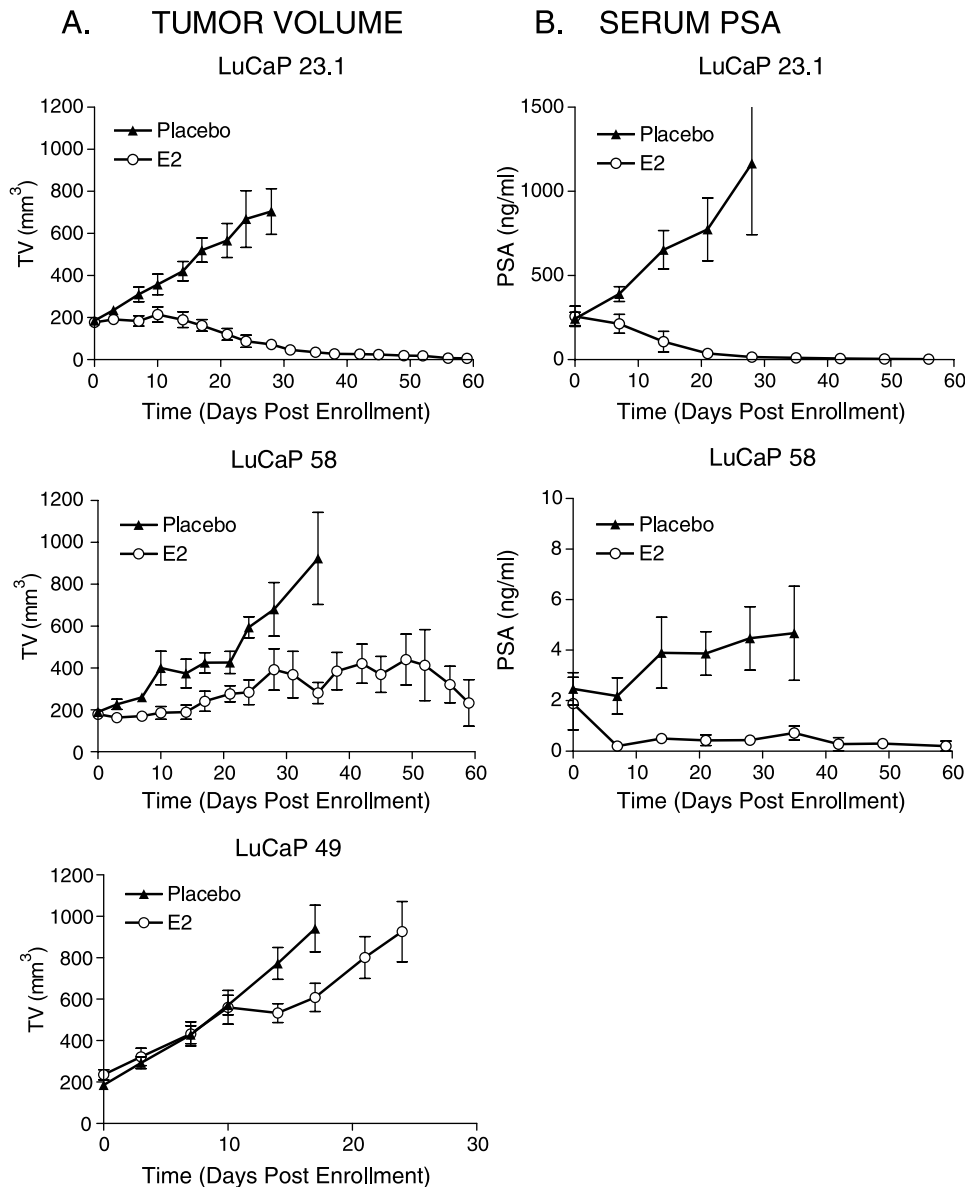 A. TUMOR VOLUME
LuCaP 23.1
1200
1000
800
600
400
200
0
TV (mm³)
Placebo
E2
0 10 20 30 40 50 60
Time (Days Post Enrollment)
LuCaP 58
1200
1000
800
600
400
200
0
TV (mm³)
Placebo
E2
0 10 20 30 40 50 60
Time (Days Post Enrollment)
LuCaP 49
1200
1000
800
600
400
200
0
TV (mm³)
Placebo
E2
0 10 20 30
Time (Days Post Enrollment)
B. SERUM PSA
LuCaP 23.1
1500
1000
500
0
PSA (ng/ml)
Placebo
E2
0 10 20 30 40 50 60
Time (Days Post Enrollment)
LuCaP 58
10
8
6
4
2
0
PSA (ng/ml)
Placebo
E2
0 10 20 30 40 50 60
Time (Days Post Enrollment)